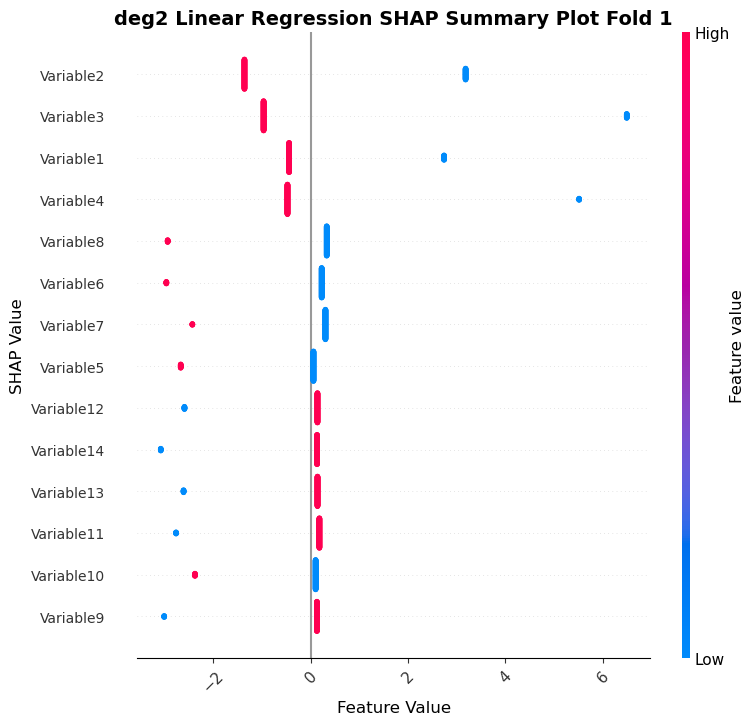 deg2 Linear Regression SHAP Summary Plot Fold 1
High
Variable2
Variable3
Variable1
Variable4
Variable8
Variable6
Variable7
Variable5
Variable12
Variable14
Variable13
Variable11
Variable10
Variable9
SHAP Value
Feature value
Low
−2
0
2
4
6
Feature Value